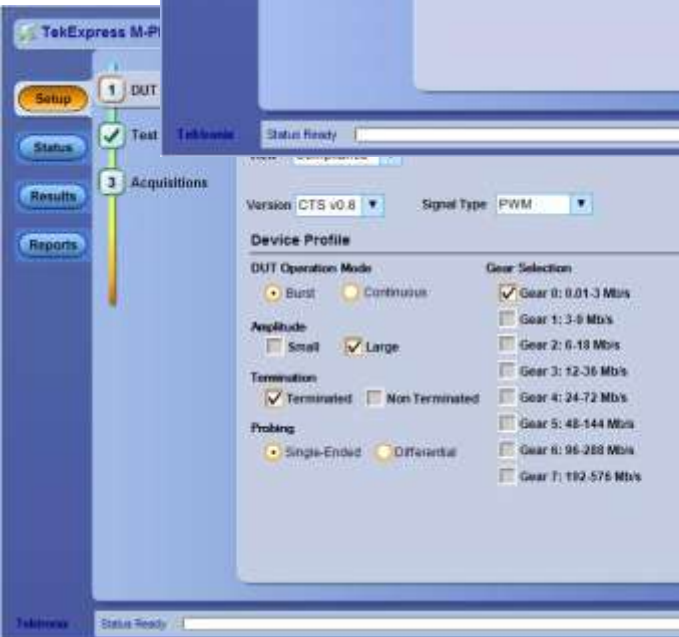 TekExpress M-P
Setup
Status
Results
Reports
1 DUT
Test
3 Acquisitions
Tektronix
Status Ready
Compliance
Version CTS v0.8 Signal Type PWM
Device Profile
DUT Operation Mode
Burst Continuous
Amplitude
Small Large
Termination
Terminated Non Terminated
Probing
Single-Ended Differential
Gear Selection
Gear 0: 0.01-3 Mb/s
Gear 1: 3-9 Mb/s
Gear 2: 6-18 Mb/s
Gear 3: 12-36 Mb/s
Gear 4: 24-72 Mb/s
Gear 5: 48-144 Mb/s
Gear 6: 96-288 Mb/s
Gear 7: 192-576 Mb/s
Tektronix
Status Ready